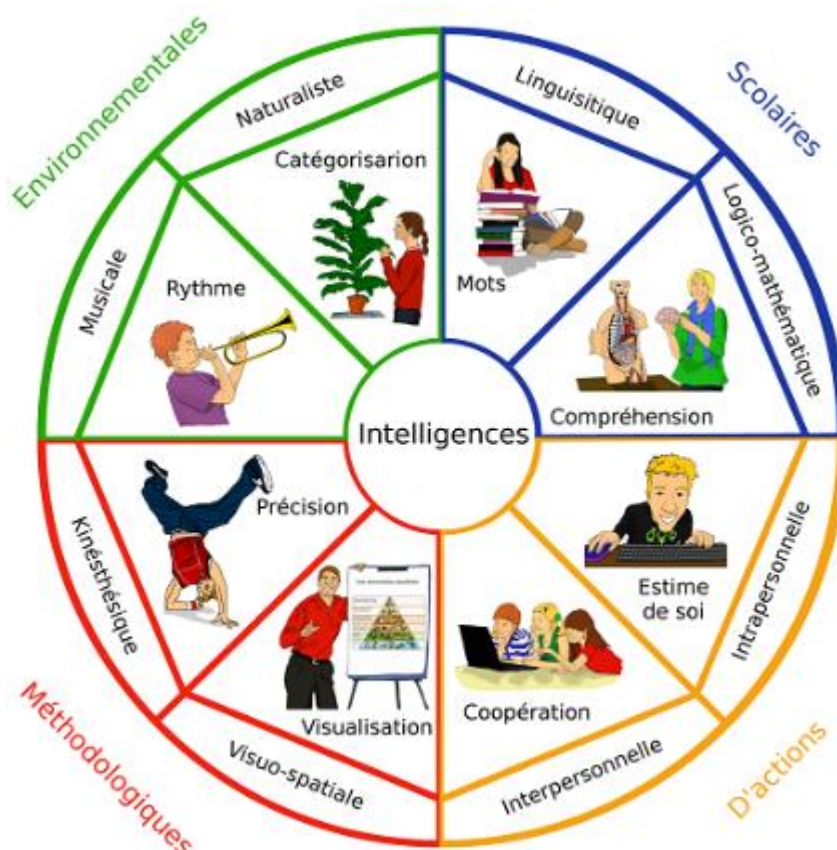 Environnementales
Scolaires
Naturaliste
Linguisitique
Catégorisarion
Mots
Musicale
Rythme
Logico-mathématique
Compréhension
Intelligences
Kinésthésique
Précision
Estime
de soi
Intrapersonnelle
Visualisation
Visuo-spatiale
Coopération
Interpersonnelle
Méthodologiques
D'actions